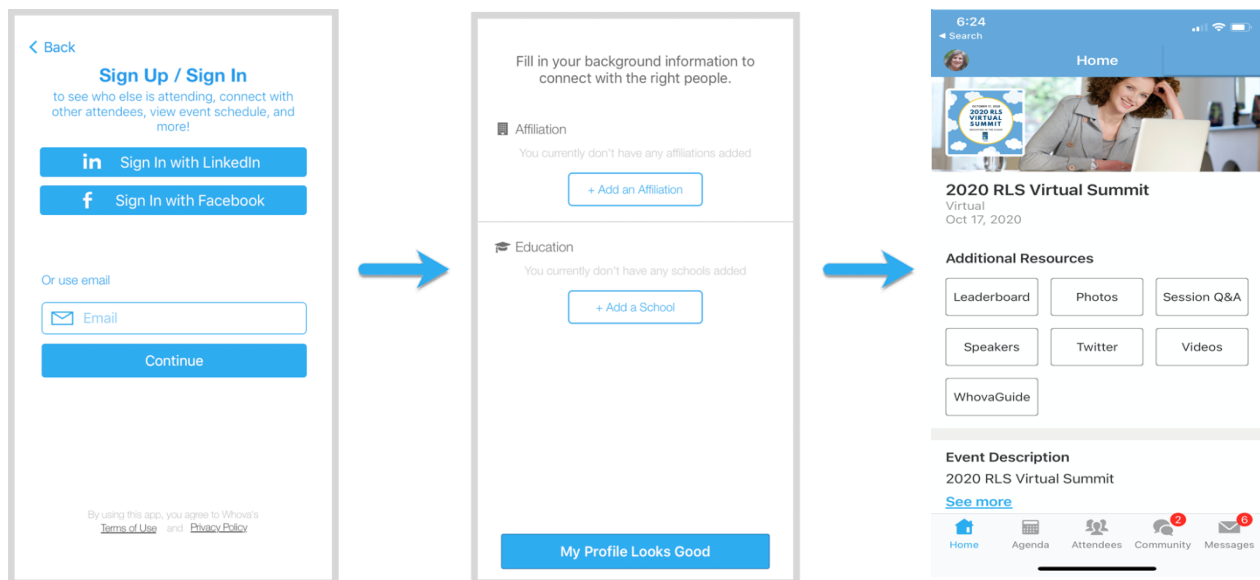 Back
Sign Up / Sign In
to see who else is attending, connect with
other attendees, view event schedule, and
more!
in Sign In with LinkedIn
f Sign In with Facebook
Or use email
Email
Continue
By using this app, you agree to Whova's
Terms of Use and Privacy Policy
Fill in your background information to
connect with the right people.
Affiliation
You currently don't have any affiliations added
+ Add an Affiliation
Education
You currently don't have any schools added
+ Add a School
My Profile Looks Good
6:24
Search
Home
OCTOBER 17, 2020
2020 RLS
VIRTUAL
SUMMIT
2020 RLS Virtual Summit
Virtual
Oct 17, 2020
Additional Resources
Leaderboard Photos Session Q&A
Speakers Twitter Videos
WhovaGuide
Event Description
2020 RLS Virtual Summit
See more
2 6
Home Agenda Attendees Community Messages